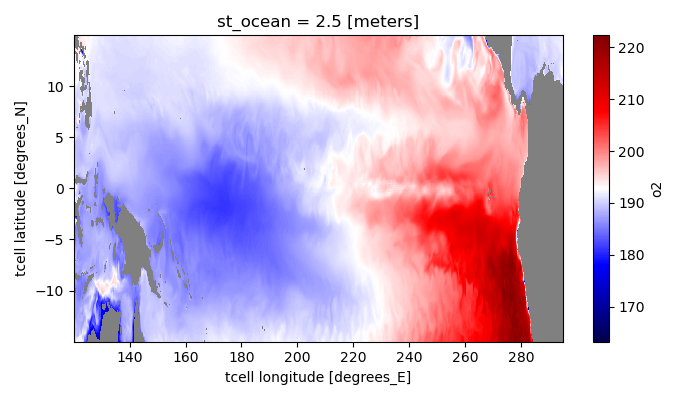 st_ocean = 2.5 [meters]
10
5
0
−5
−10
tcell latitude [degrees_N]
140 160 180 200 220 240 260 280
tcell longitude [degrees_E]
220
210
200
190
180
170
o2